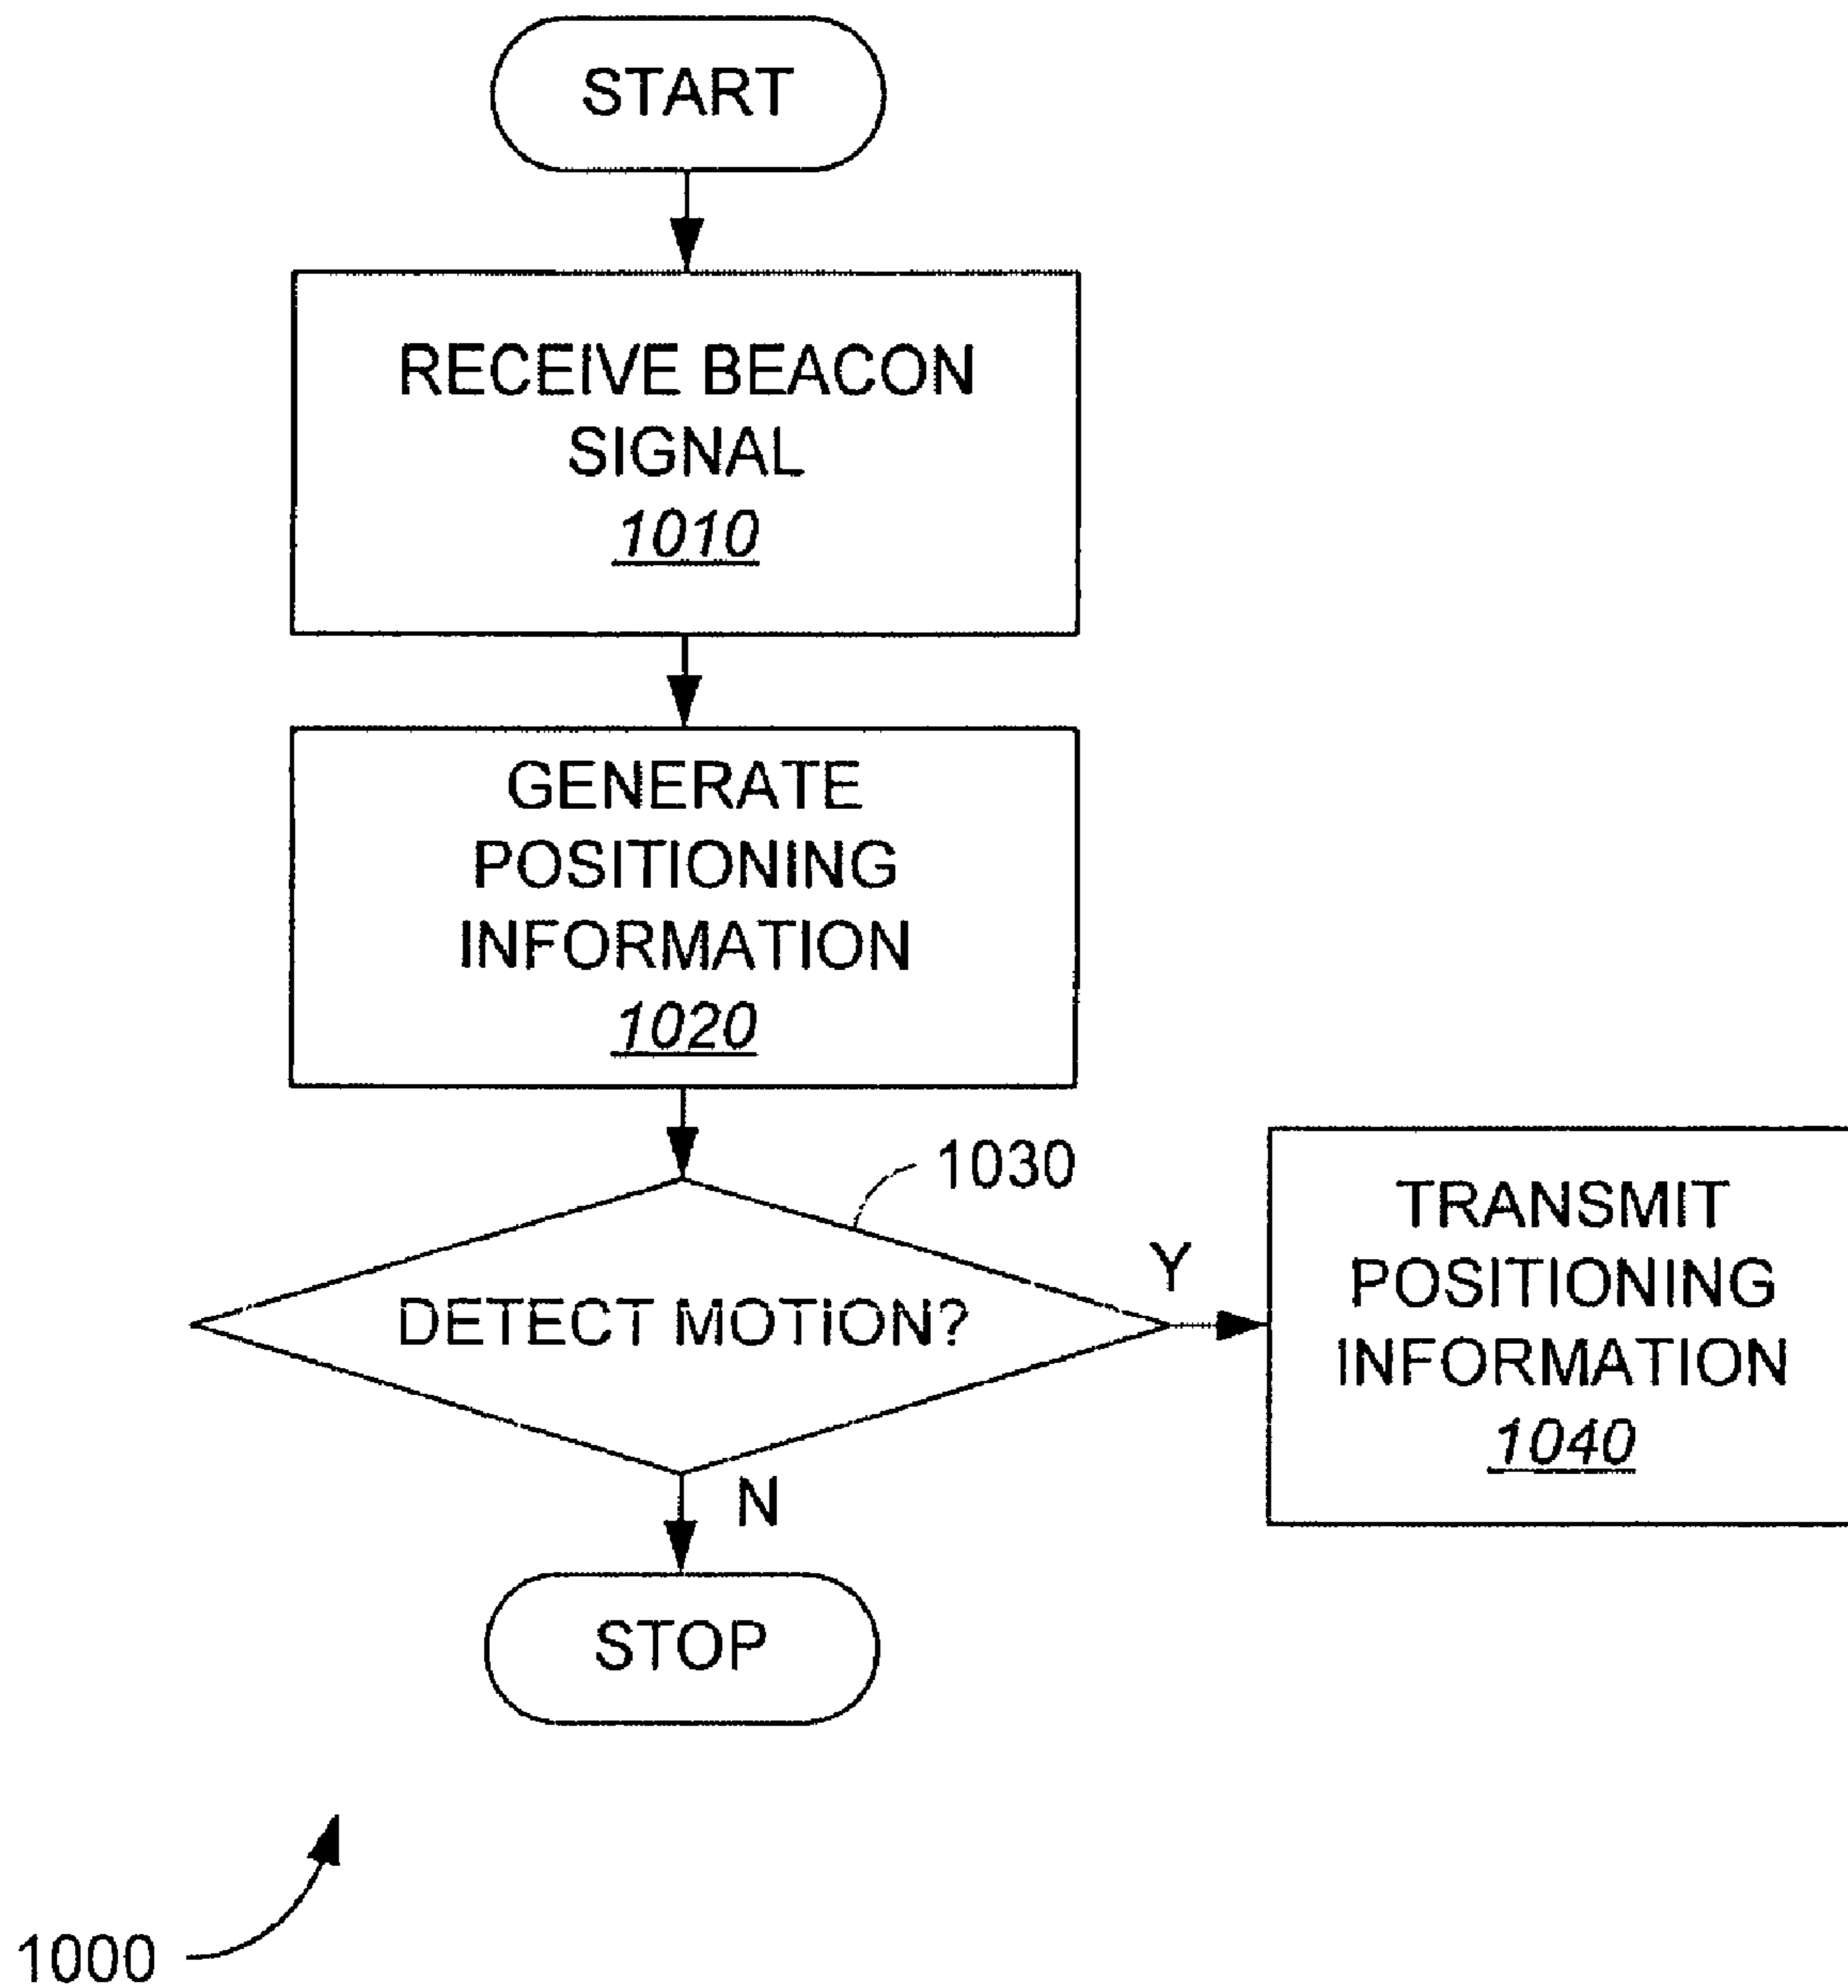 START
RECEIVE BEACON
SIGNAL
1010
GENERATE
POSITIONING
INFORMATION
1020
1030
DETECT MOTION?
Y
TRANSMIT
POSITIONING
INFORMATION
1040
N
STOP
1000